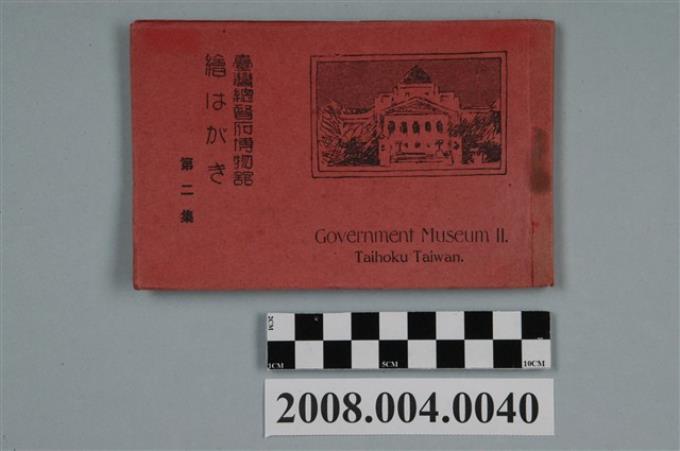 臺灣總督府博物館
繪はがき
第二集
Government Museum II.
Taihoku Taiwan.
2CM
1CM
5CM
10CM
2008.004.0040